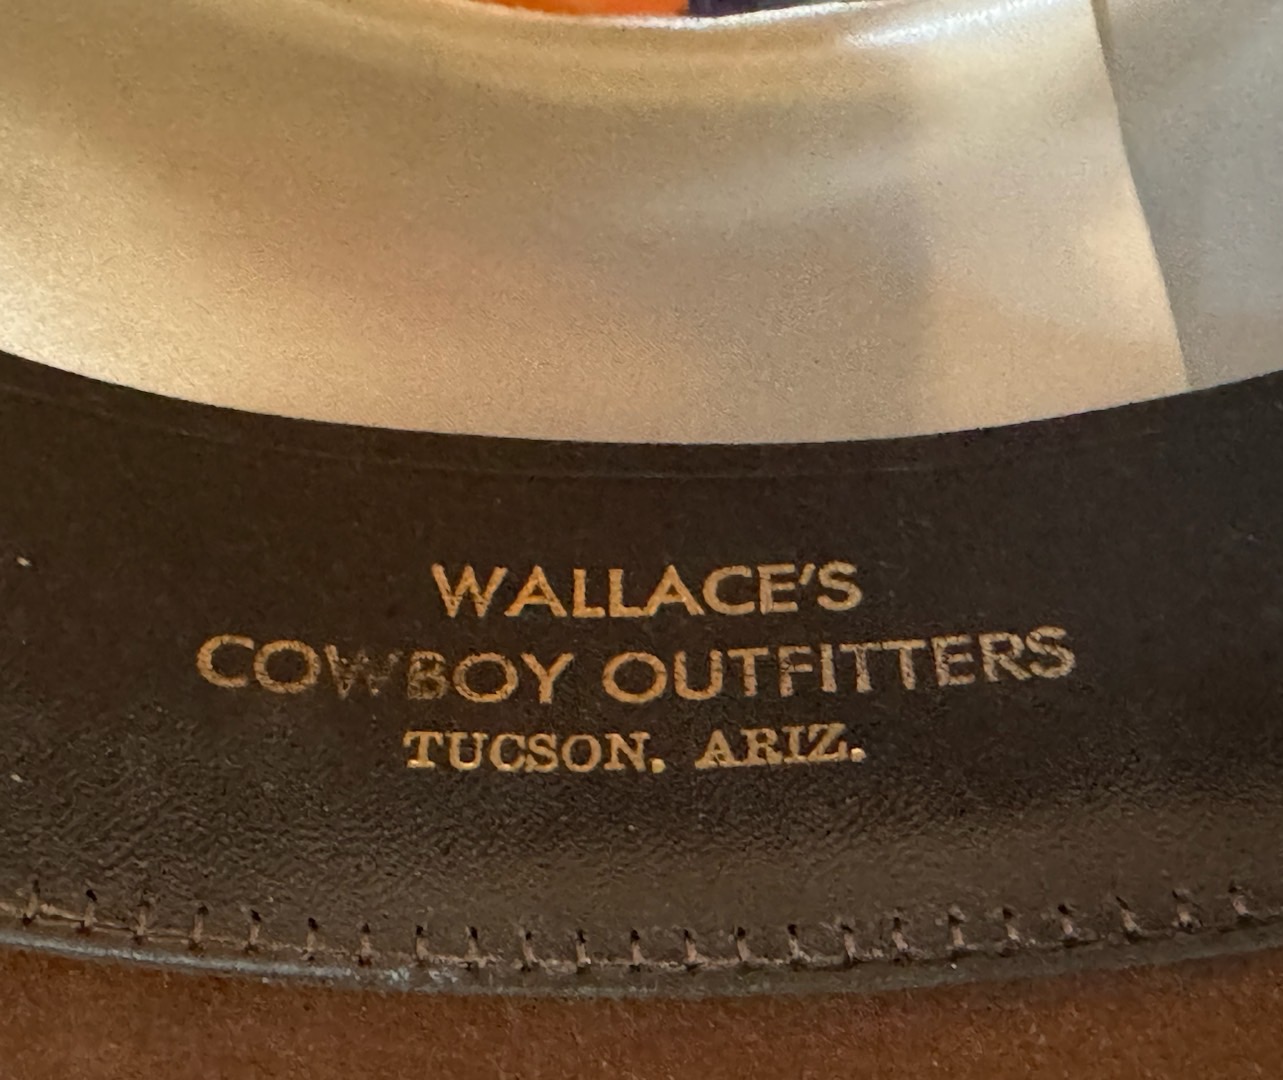 WALLACE'S
COWBOY OUTFITTERS
TUCSON, ARIZ.